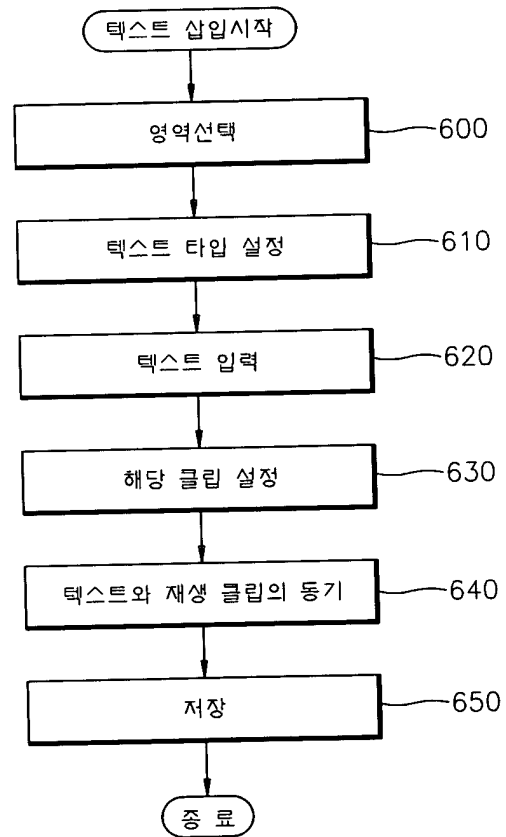 텍스트 삽입시작
영역선택
600
텍스트 타입 설정
610
텍스트 입력
620
해당 클립 설정
630
텍스트와 재생 클립의 동기
640
저장
650
종 료